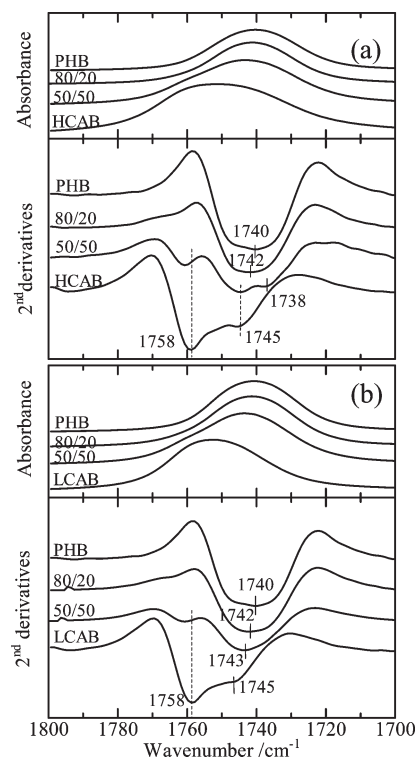 (a)
Absorbance
PHB
80/20
50/50
HCAB
2nd derivatives
PHB
80/20
50/50
HCAB
1740
1742
1738
1745
1758
(b)
Absorbance
PHB
80/20
50/50
LCAB
2nd derivatives
PHB
80/20
50/50
LCAB
1740
1742
1743
1745
1758
1800 1780 1760 1740 1720 1700
Wavenumber /cm-1